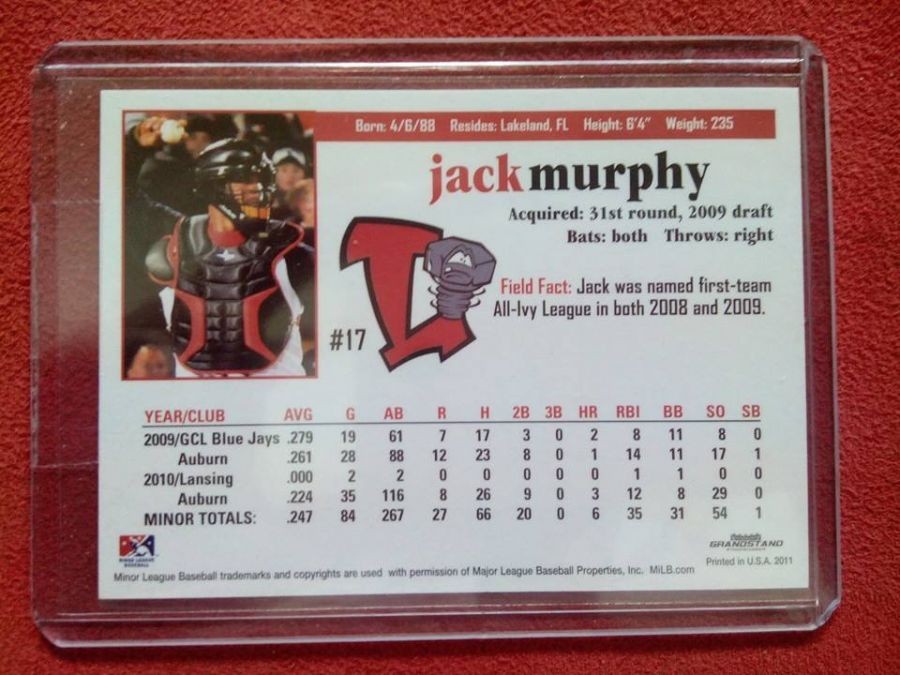 Born: 4/6/88 Resides: Lakeland, FL Height: 6'4" Weight: 235
jack murphy
Acquired: 31st round, 2009 draft
Bats: both Throws: right
Field Fact: Jack was named first-team
All-Ivy League in both 2008 and 2009.
L
#17
YEAR/CLUB AVG G AB R H 2B 3B HR RBI BB SO SB
2009/GCL Blue Jays .279 19 61 7 17 3 0 2 8 11 8 0
Auburn .261 28 88 12 23 8 0 1 14 11 17 1
2010/Lansing .000 2 2 0 0 0 0 0 1 1 0 0
Auburn .224 35 116 8 26 9 0 3 12 8 29 0
MINOR TOTALS: .247 84 267 27 66 20 0 6 35 31 54 1
MINOR LEAGUE
BASEBALL
GRANDSTAND
Minor League Baseball trademarks and copyrights are used with permission of Major League Baseball Properties, Inc. MiLB.com
Printed in U.S.A. 2011